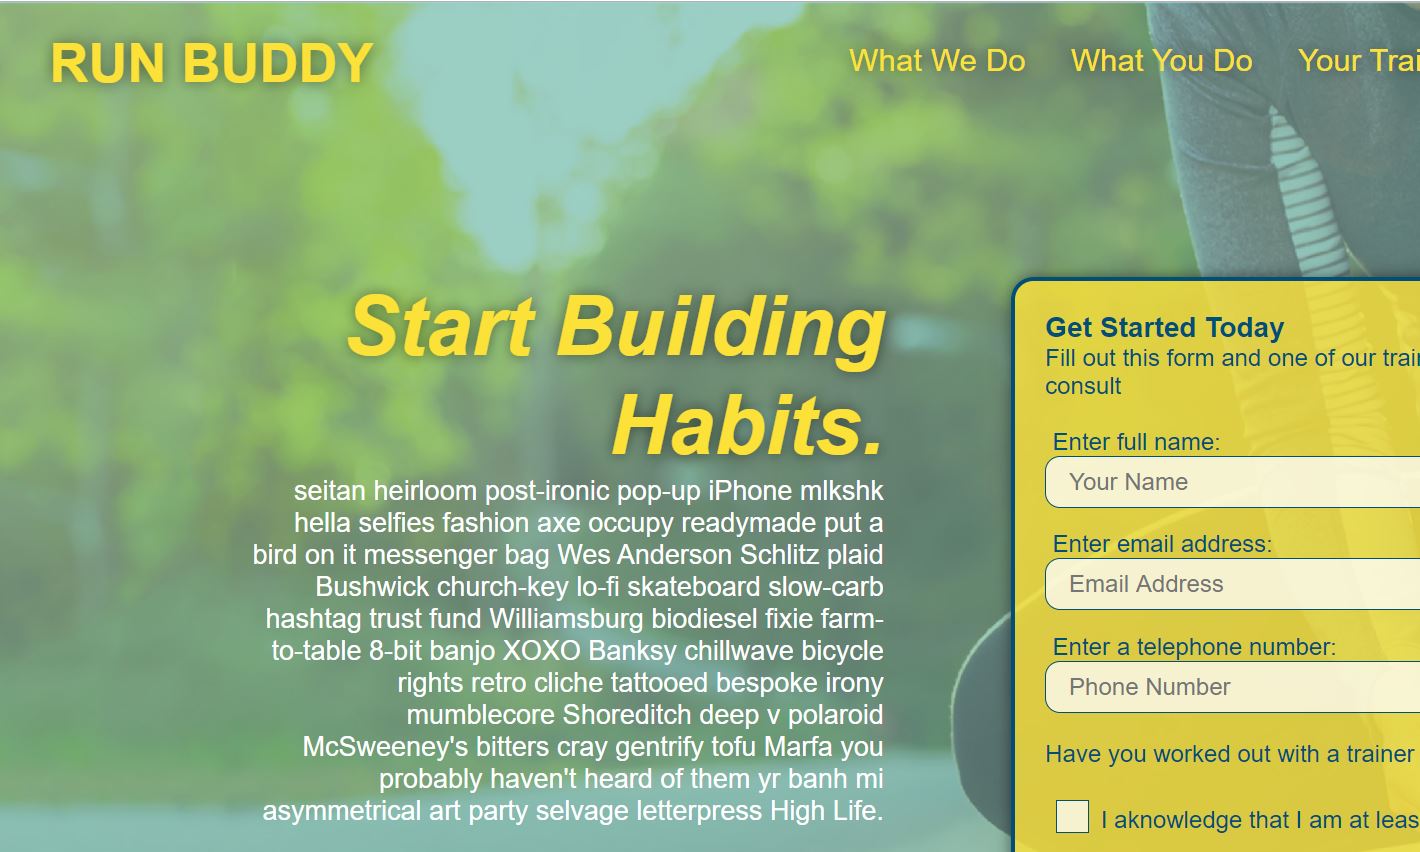 RUN BUDDY
What We Do What You Do Your Trai
Start Building
Habits.
seitan heirloom post-ironic pop-up iPhone mlkshk
hella selfies fashion axe occupy readymade put a
bird on it messenger bag Wes Anderson Schlitz plaid
Bushwick church-key lo-fi skateboard slow-carb
hashtag trust fund Williamsburg biodiesel fixie farm-
to-table 8-bit banjo XOXO Banksy chillwave bicycle
rights retro cliche tattooed bespoke irony
mumblecore Shoreditch deep v polaroid
McSweeney's bitters cray gentrify tofu Marfa you
probably haven't heard of them yr banh mi
asymmetrical art party selvage letterpress High Life.
Get Started Today
Fill out this form and one of our trair
consult
Enter full name:
Your Name
Enter email address:
Email Address
Enter a telephone number:
Phone Number
Have you worked out with a trainer
I aknowledge that I am at leas